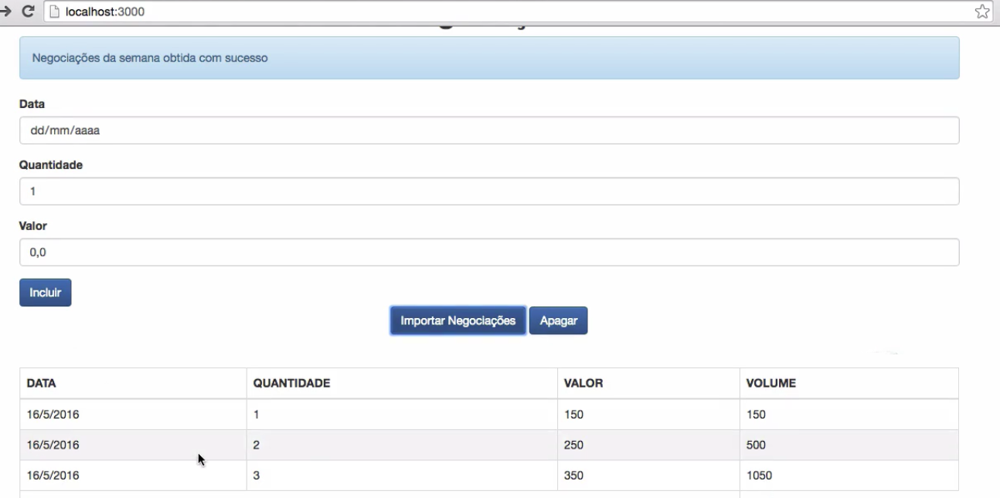 localhost:3000
Negociações da semana obtida com sucesso
Data
dd/mm/aaaa
Quantidade
1
Valor
0,0
Incluir
Importar Negociações Apagar
DATA QUANTIDADE VALOR VOLUME
16/5/2016 1 150 150
16/5/2016 2 250 500
16/5/2016 3 350 1050